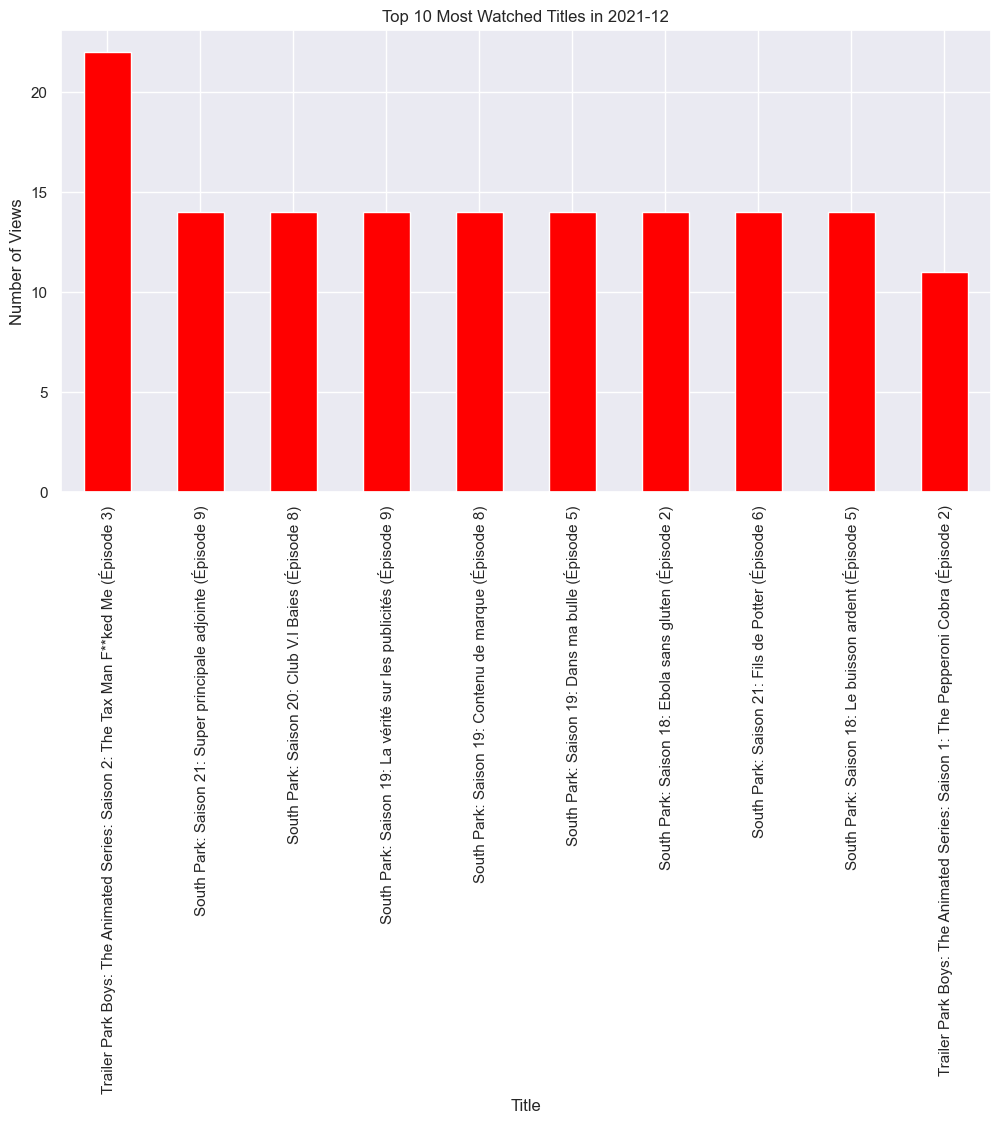 Top 10 Most Watched Titles in 2021-12
Number of Views
20
15
10
5
0
Trailer Park Boys: The Animated Series: Saison 2: The Tax Man F**ked Me (Épisode 3)
South Park: Saison 21: Super principale adjointe (Épisode 9)
South Park: Saison 20: Club V.I Baies (Épisode 8)
South Park: Saison 19: La vérité sur les publicités (Épisode 9)
South Park: Saison 19: Contenu de marque (Épisode 8)
South Park: Saison 19: Dans ma bulle (Épisode 5)
South Park: Saison 18: Ebola sans gluten (Épisode 2)
South Park: Saison 21: Fils de Potter (Épisode 6)
South Park: Saison 18: Le buisson ardent (Épisode 5)
Trailer Park Boys: The Animated Series: Saison 1: The Pepperoni Cobra (Épisode 2)
Title